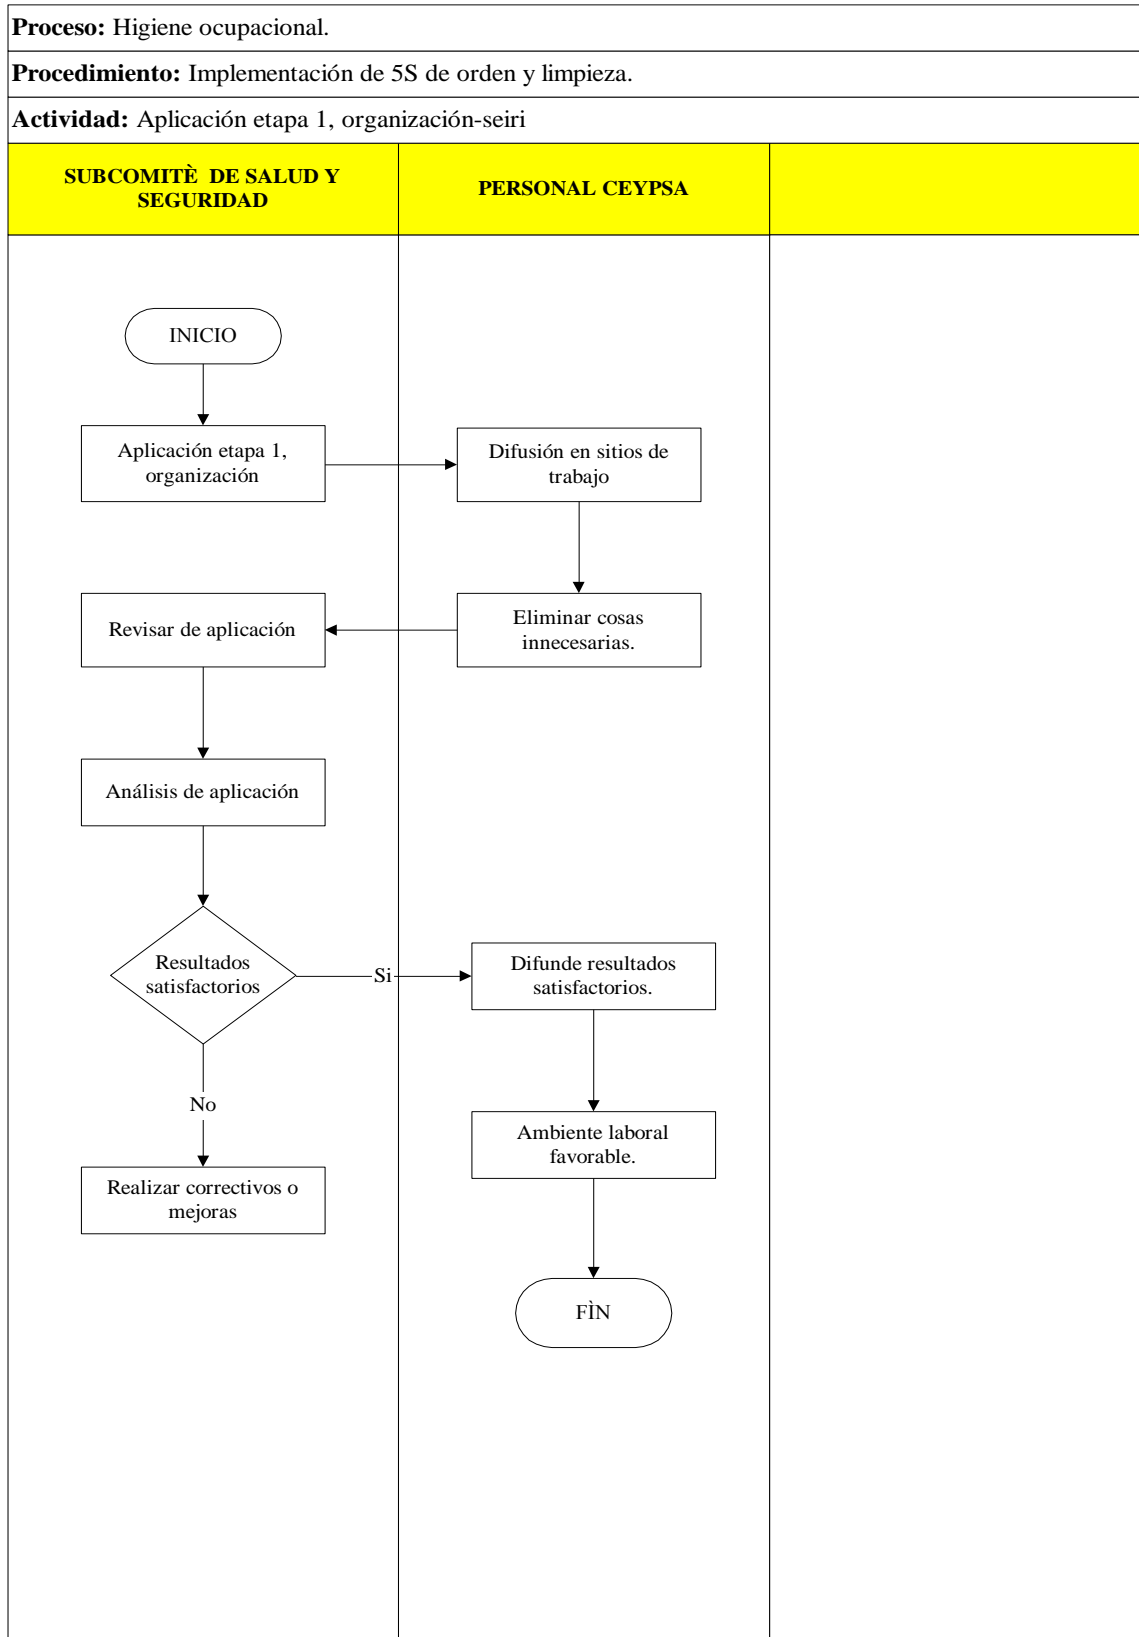 Proceso: Higiene ocupacional.
Procedimiento: Implementación de 5S de orden y limpieza.
Actividad: Aplicación etapa 1, organización-seiri
SUBCOMITÈ DE SALUD Y
SEGURIDAD
PERSONAL CEYPSA
INICIO
Aplicación etapa 1,
organización
Difusión en sitios de
trabajo
Revisar de aplicación
Eliminar cosas
innecesarias.
Análisis de aplicación
Resultados
satisfactorios
Si
Difunde resultados
satisfactorios.
No
Ambiente laboral
favorable.
Realizar correctivos o
mejoras
FÌN